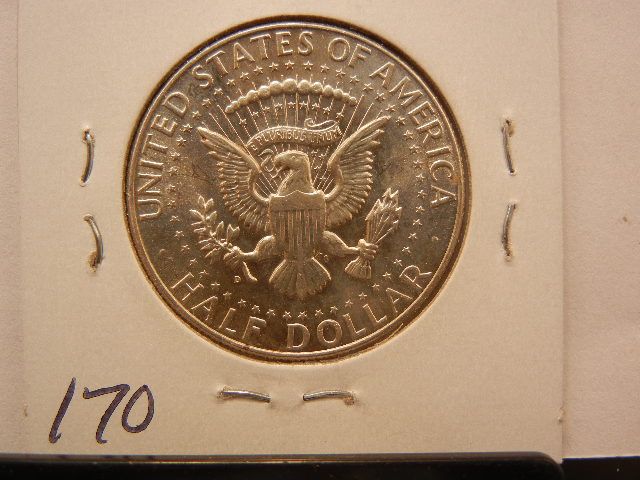 UNITED STATES OF AMERICA
E PLURIBUS UNUM
D
HALF DOLLAR
170